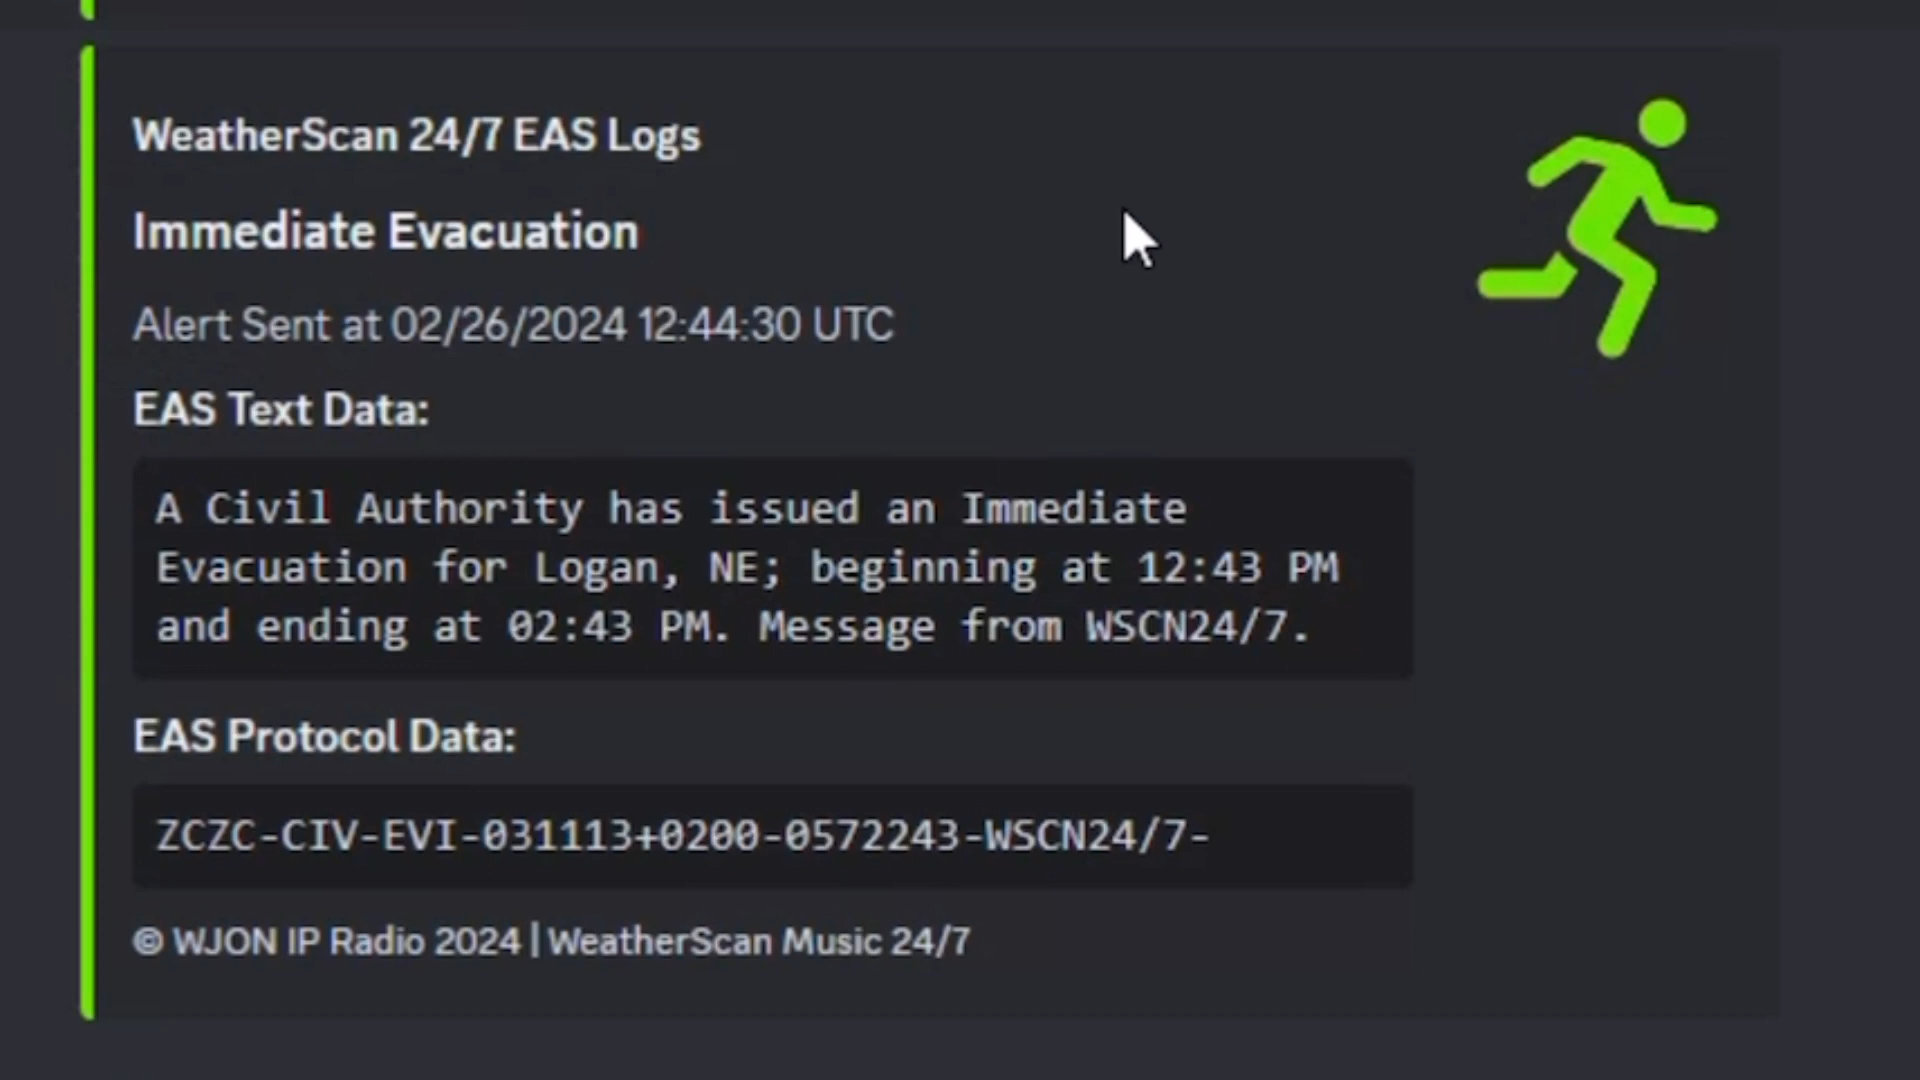 WeatherScan 24/7 EAS Logs
Immediate Evacuation
Alert Sent at 02/26/2024 12:44:30 UTC
EAS Text Data:
A Civil Authority has issued an Immediate
Evacuation for Logan, NE; beginning at 12:43 PM
and ending at 02:43 PM. Message from WSCN24/7.
EAS Protocol Data:
ZCZC-CIV-EVI-031113+0200-0572243-WSCN24/7-
© WJON IP Radio 2024 | WeatherScan Music 24/7